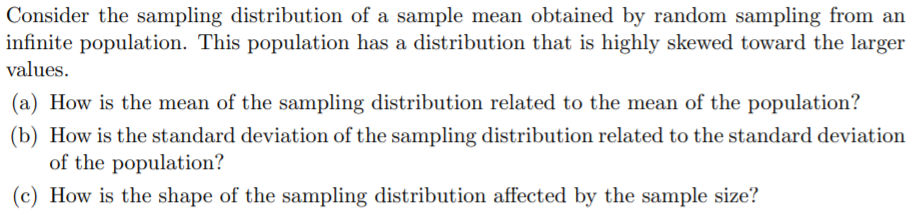 Consider the sampling distribution of a sample mean obtained by random sampling from an
infinite population. This population has a distribution that is highly skewed toward the larger
values.
(a) How is the mean of the sampling distribution related to the mean of the population?
(b) How is the standard deviation of the sampling distribution related to the standard deviation
of the population?
(c) How is the shape of the sampling distribution affected by the sample size?